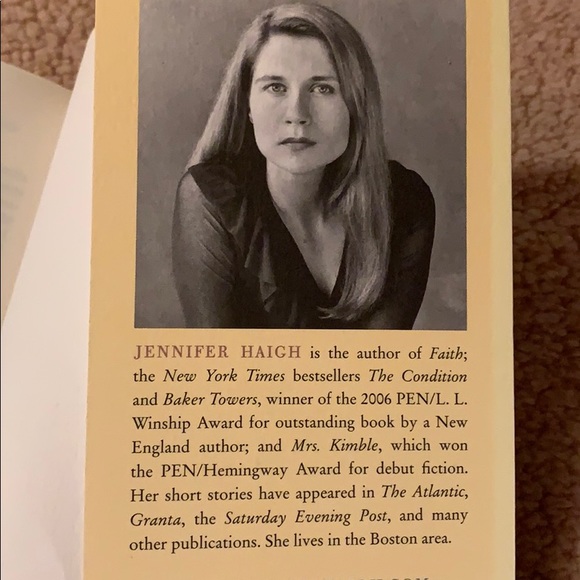 JENNIFER HAIGH is the author of Faith;
the New York Times bestsellers The Condition
and Baker Towers, winner of the 2006 PEN/L. L.
Winship Award for outstanding book by a New
England author; and Mrs. Kimble, which won
the PEN/Hemingway Award for debut fiction.
Her short stories have appeared in The Atlantic,
Granta, the Saturday Evening Post, and many
other publications. She lives in the Boston area.